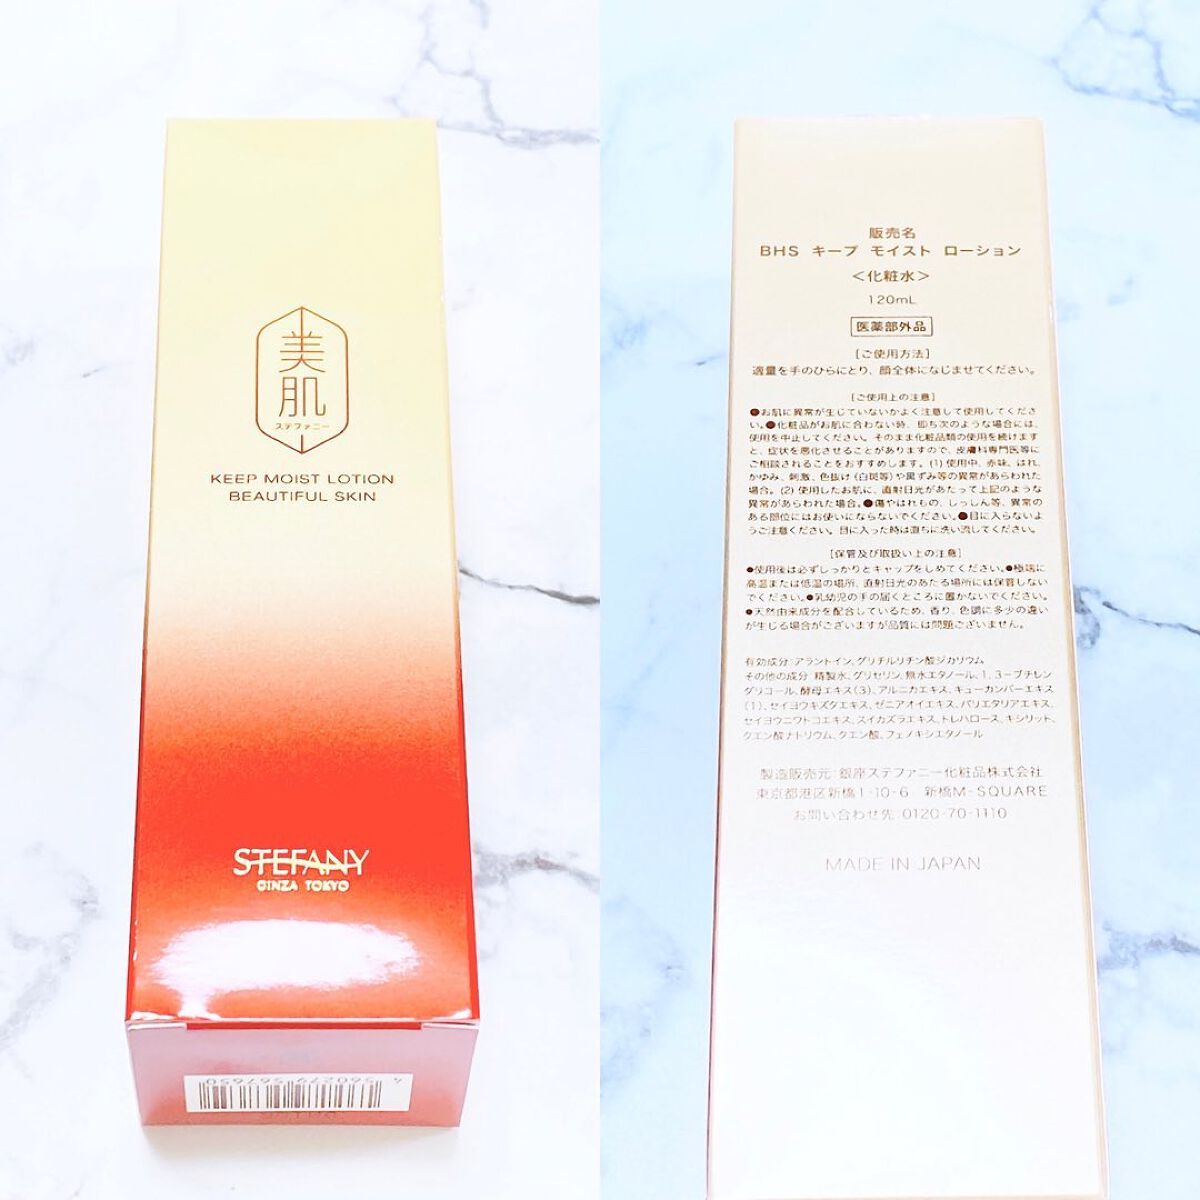 美肌
ステファニー
KEEP MOIST LOTION
BEAUTIFUL SKIN
STEFANY
GINZA TOKYO
4 560279 567650
販売名
BHS キープ モイスト ローション
<化粧水>
120mL
医薬部外品
[ご使用方法]
適量を手のひらにとり、顔全体になじませてください。
[ご使用上の注意]
●お肌に異常が生じていないかよく注意して使用してくださ
い。●化粧品がお肌に合わない時、即ち次のような場合には、
使用を中止してください。そのまま化粧品類の使用を続けます
と、症状を悪化させることがありますので、皮膚科専門医等に
ご相談されることをおすすめします。(1) 使用中、赤味、はれ、
かゆみ、刺激、色抜け(白斑等)や黒ずみ等の異常があらわれた
場合。(2) 使用したお肌に、直射日光があたって上記のような
異常があらわれた場合。●傷やはれもの、しっしん等、異常の
ある部位にはお使いにならないでください。●目に入らないよ
うご注意ください。目に入った時は直ちに洗い流してください。
[保管及び取扱い上の注意]
●使用後は必ずしっかりとキャップをしめてください。●極端に
高温または低温の場所、直射日光のあたる場所には保管しない
でください。●乳幼児の手の届くところに置かないでください。
●天然由来成分を配合しているため、香り、色調に多少の違い
が生じる場合がございますが品質には問題ございません。
有効成分:アラントイン、グリチルリチン酸ジカリウム
その他の成分:精製水、グリセリン、無水エタノール、1,3-ブチレン
グリコール、酵母エキス(3)、アルニカエキス、キューカンバーエキス
(1)、セイヨウキズタエキス、ゼニアオイエキス、パリエタリアエキス、
セイヨウニワトコエキス、スイカズラエキス、トレハロース、キシリット、
クエン酸ナトリウム、クエン酸、フェノキシエタノール
製造販売元:銀座ステファニー化粧品株式会社
東京都港区新橋1-10-6 新橋M-SQUARE
お問い合わせ先:0120-70-1110
MADE IN JAPAN